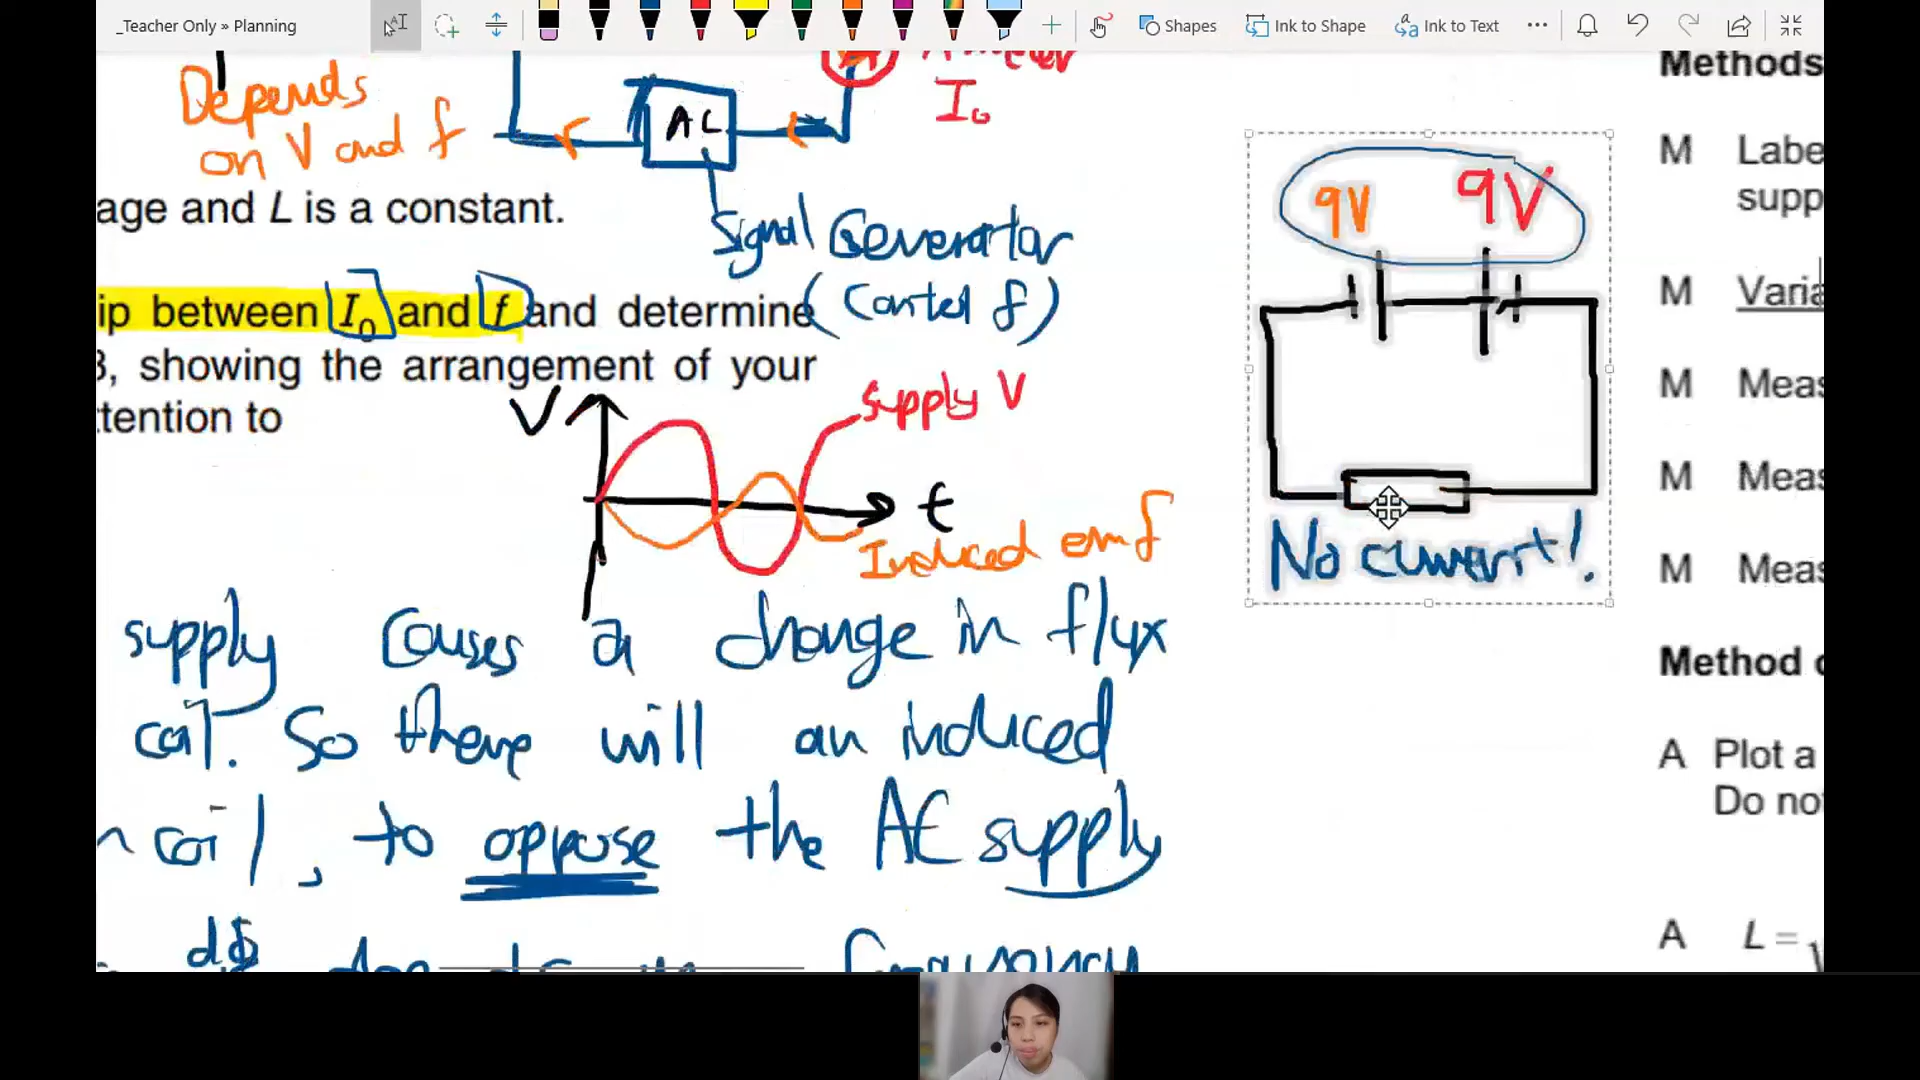 _Teacher Only » Planning
Shapes
Ink to Shape
Ink to Text
Depends
on V and f
AC
I₀
age and L is a constant.
Signal Generator
(Control f)
ip between I₀ and f and determine
3, showing the arrangement of your
tention to
V
supply V
t
Induced emf
supply causes a change in flux
coil. So there will an induced
coil, to oppose the AC supply
dϕ
frequency
9V 9V
No current!
Methods
M Labe
supp
M Varia
M Meas
M Meas
M Meas
Method
A Plot a
Do no
A L =